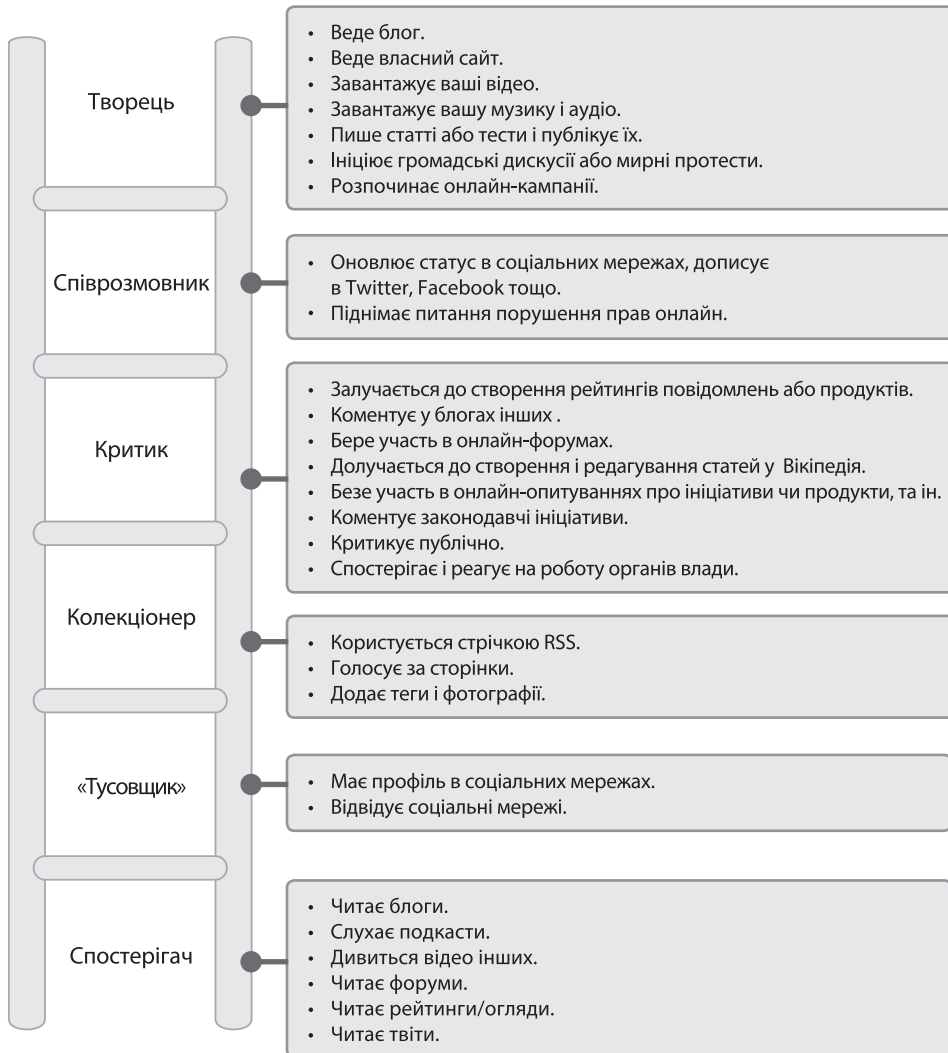 Творець
• Веде блог.
• Веде власний сайт.
• Завантажує ваші відео.
• Завантажує вашу музику і аудіо.
• Пише статті або тести і публікує їх.
• Ініціює громадські дискусії або мирні протести.
• Розпочинає онлайн-кампанії.
Співрозмовник
• Оновлює статус в соціальних мережах, дописує
в Twitter, Facebook тощо.
• Піднімає питання порушення прав онлайн.
Критик
• Залучається до створення рейтингів повідомлень або продуктів.
• Коментує у блогах інших .
• Бере участь в онлайн-форумах.
• Долучається до створення і редагування статей у Вікіпедія.
• Безе участь в онлайн-опитуваннях про ініціативи чи продукти, та ін.
• Коментує законодавчі ініціативи.
• Критикує публічно.
• Спостерігає і реагує на роботу органів влади.
Колекціонер
• Користується стрічкою RSS.
• Голосує за сторінки.
• Додає теги і фотографії.
«Тусовщик»
• Має профіль в соціальних мережах.
• Відвідує соціальні мережі.
Спостерігач
• Читає блоги.
• Слухає подкасти.
• Дивиться відео інших.
• Читає форуми.
• Читає рейтинги/огляди.
• Читає твіти.